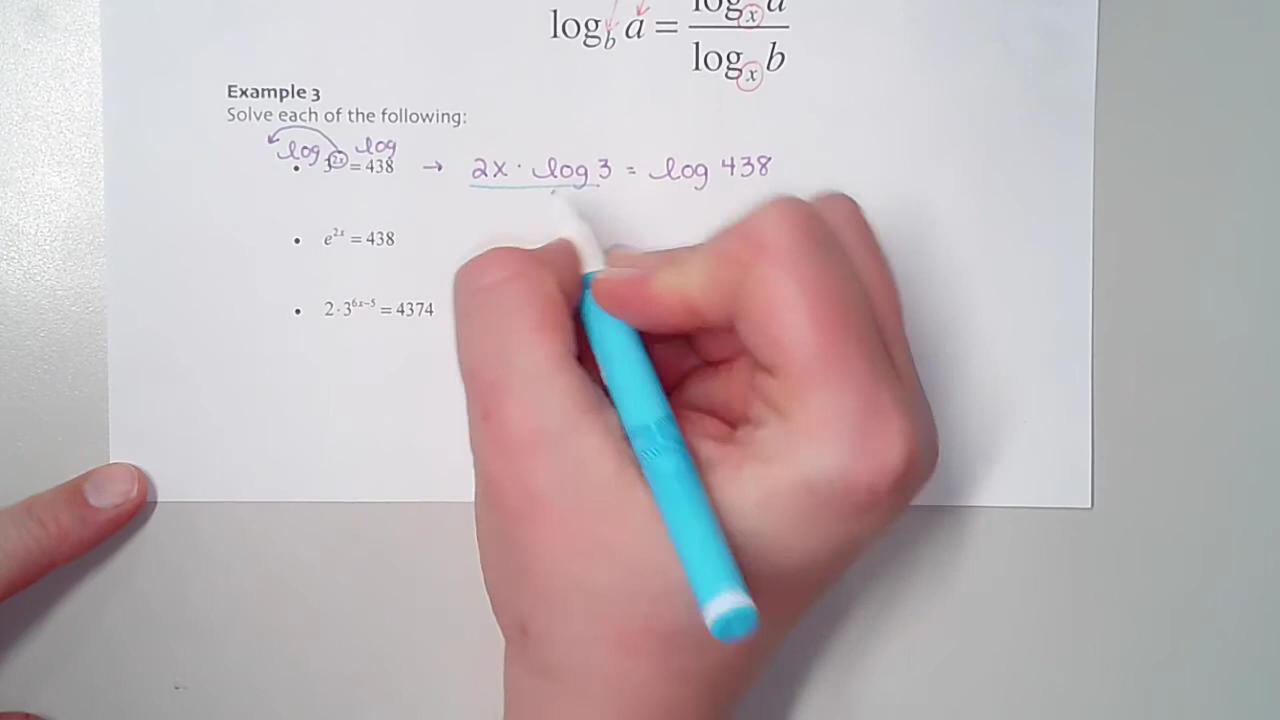 log_b a = log_x a / log_x b
Example 3
Solve each of the following:
log log
• 3^{2x} = 438 → 2x · log 3 = log 438
• e^{2x} = 438
• 2·3^{6x−5} = 4374